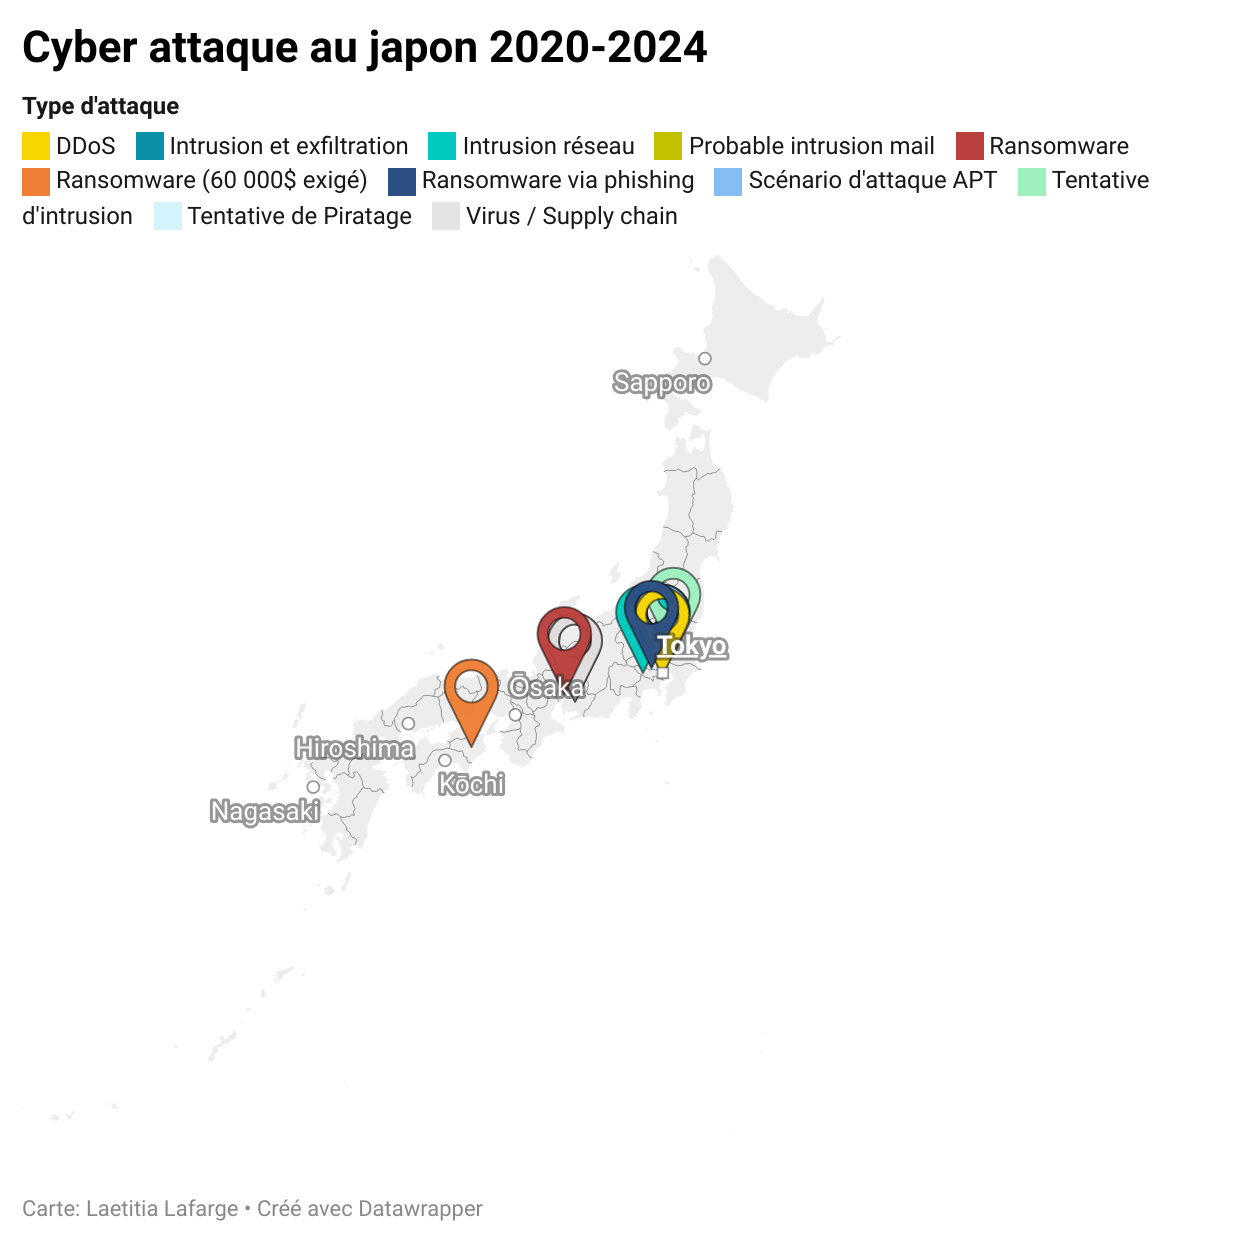 Cyber attaque au japon 2020-2024
Type d'attaque
DDoS Intrusion et exfiltration Intrusion réseau Probable intrusion mail Ransomware
Ransomware (60 000$ exigé) Ransomware via phishing Scénario d'attaque APT Tentative
d'intrusion Tentative de Piratage Virus / Supply chain
Sapporo
Tokyo
Ōsaka
Hiroshima
Kōchi
Nagasaki
Carte: Laetitia Lafarge • Créé avec Datawrapper